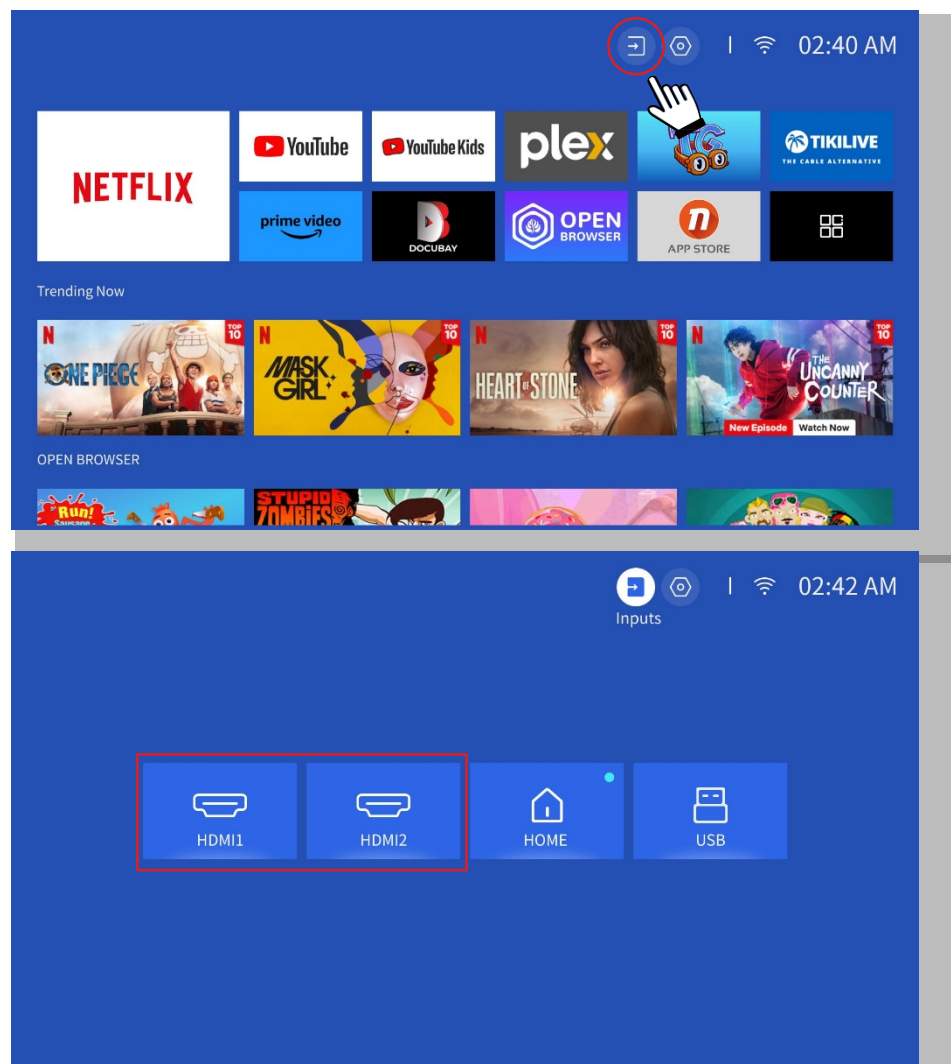 02:40 AM
NETFLIX
YouTube
YouTube Kids
plex
TG
TIKILIVE
THE CABLE ALTERNATIVE
prime video
DOCUBAY
OPEN
BROWSER
n
APP STORE
Trending Now
N
TOP
10
ONE PIECE
N
TOP
10
MASK
GIRL
N
TOP
10
HEART OF STONE
N
TOP
10
THE
UNCANNY
COUNTER
New Episode
Watch Now
OPEN BROWSER
Run!
Sausage
STUPID
ZOMBIES
02:42 AM
Inputs
HDMI1
HDMI2
HOME
USB